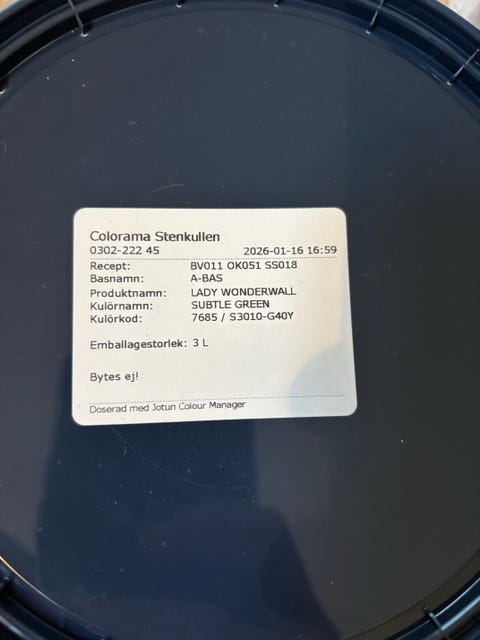 Colorama Stenkullen
0302-222 45 2026-01-16 16:59
Recept: BV011 OK051 SS018
Basnamn: A-BAS
Produktnamn: LADY WONDERWALL
Kulörnamn: SUBTLE GREEN
Kulörkod: 7685 / S3010-G40Y
Emballagestorlek: 3 L
Bytes ej!
Doserad med Jotun Colour Manager